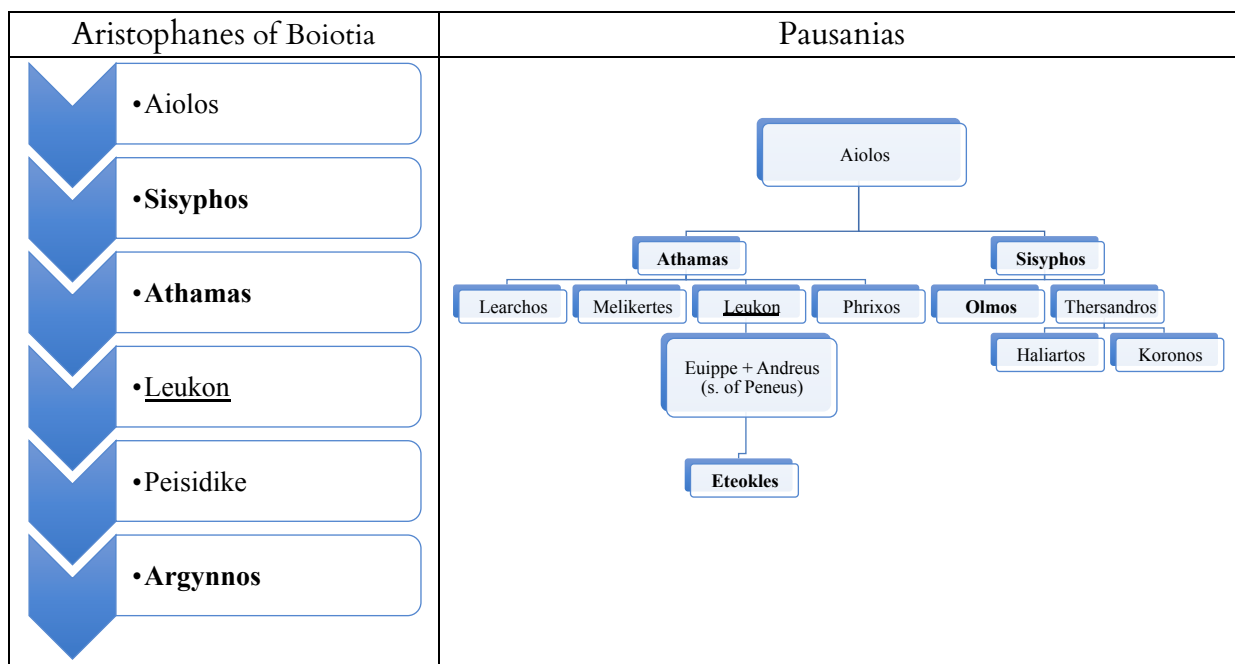 Aristophanes of Boiotia
•Aiolos
•Sisyphos
•Athamas
•Leukon
•Peisidike
•Argynnos
Pausanias
Aiolos
Athamas
Sisyphos
Learchos
Melikertes
Leukon
Phrixos
Olmos
Thersandros
Haliartos
Koronos
Euippe + Andreus
(s. of Peneus)
Eteokles